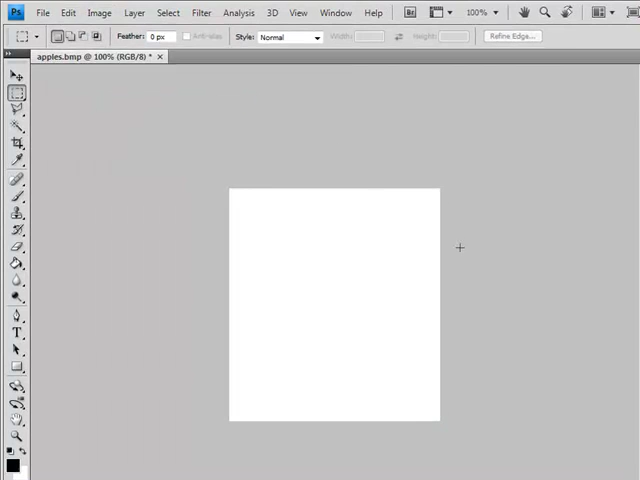 Ps File Edit Image Layer Select Filter Analysis 3D View Window Help Br 100%
Feather: 0 px Anti-alias Style: Normal Width: Height: Refine Edge...
apples.bmp @ 100% (RGB/8) *
T